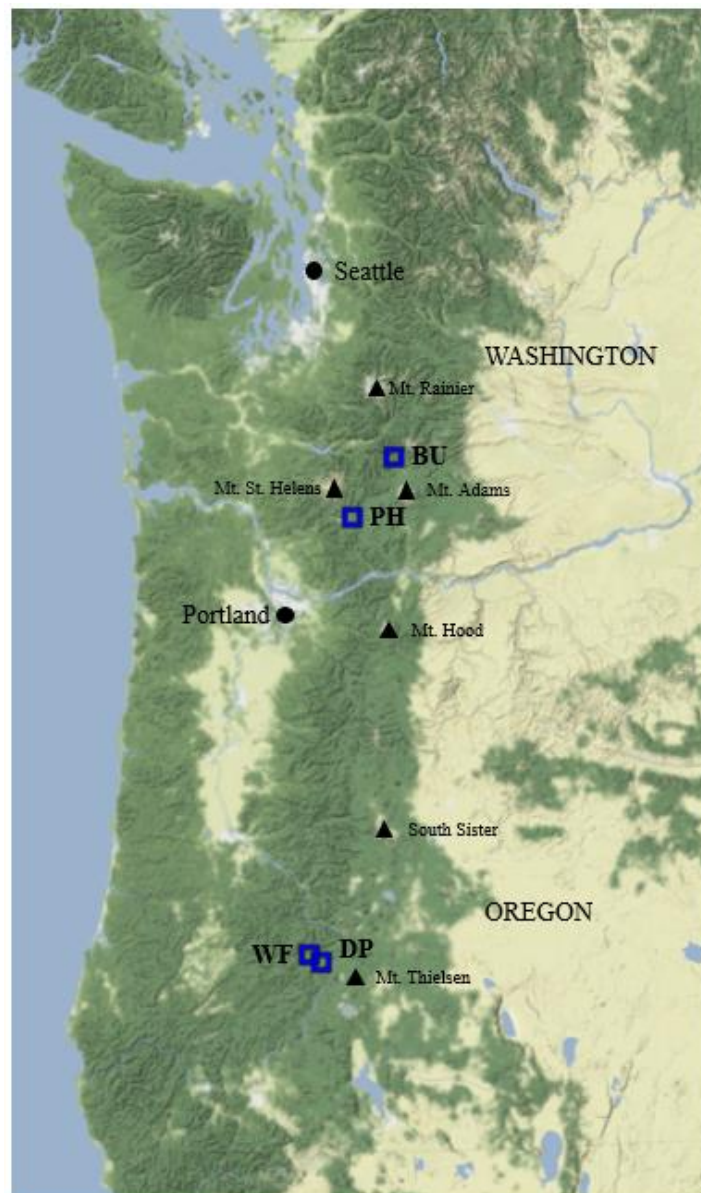 Seattle
WASHINGTON
Mt. Rainier
BU
Mt. St. Helens
Mt. Adams
PH
Portland
Mt. Hood
South Sister
OREGON
WF
DP
Mt. Thielsen